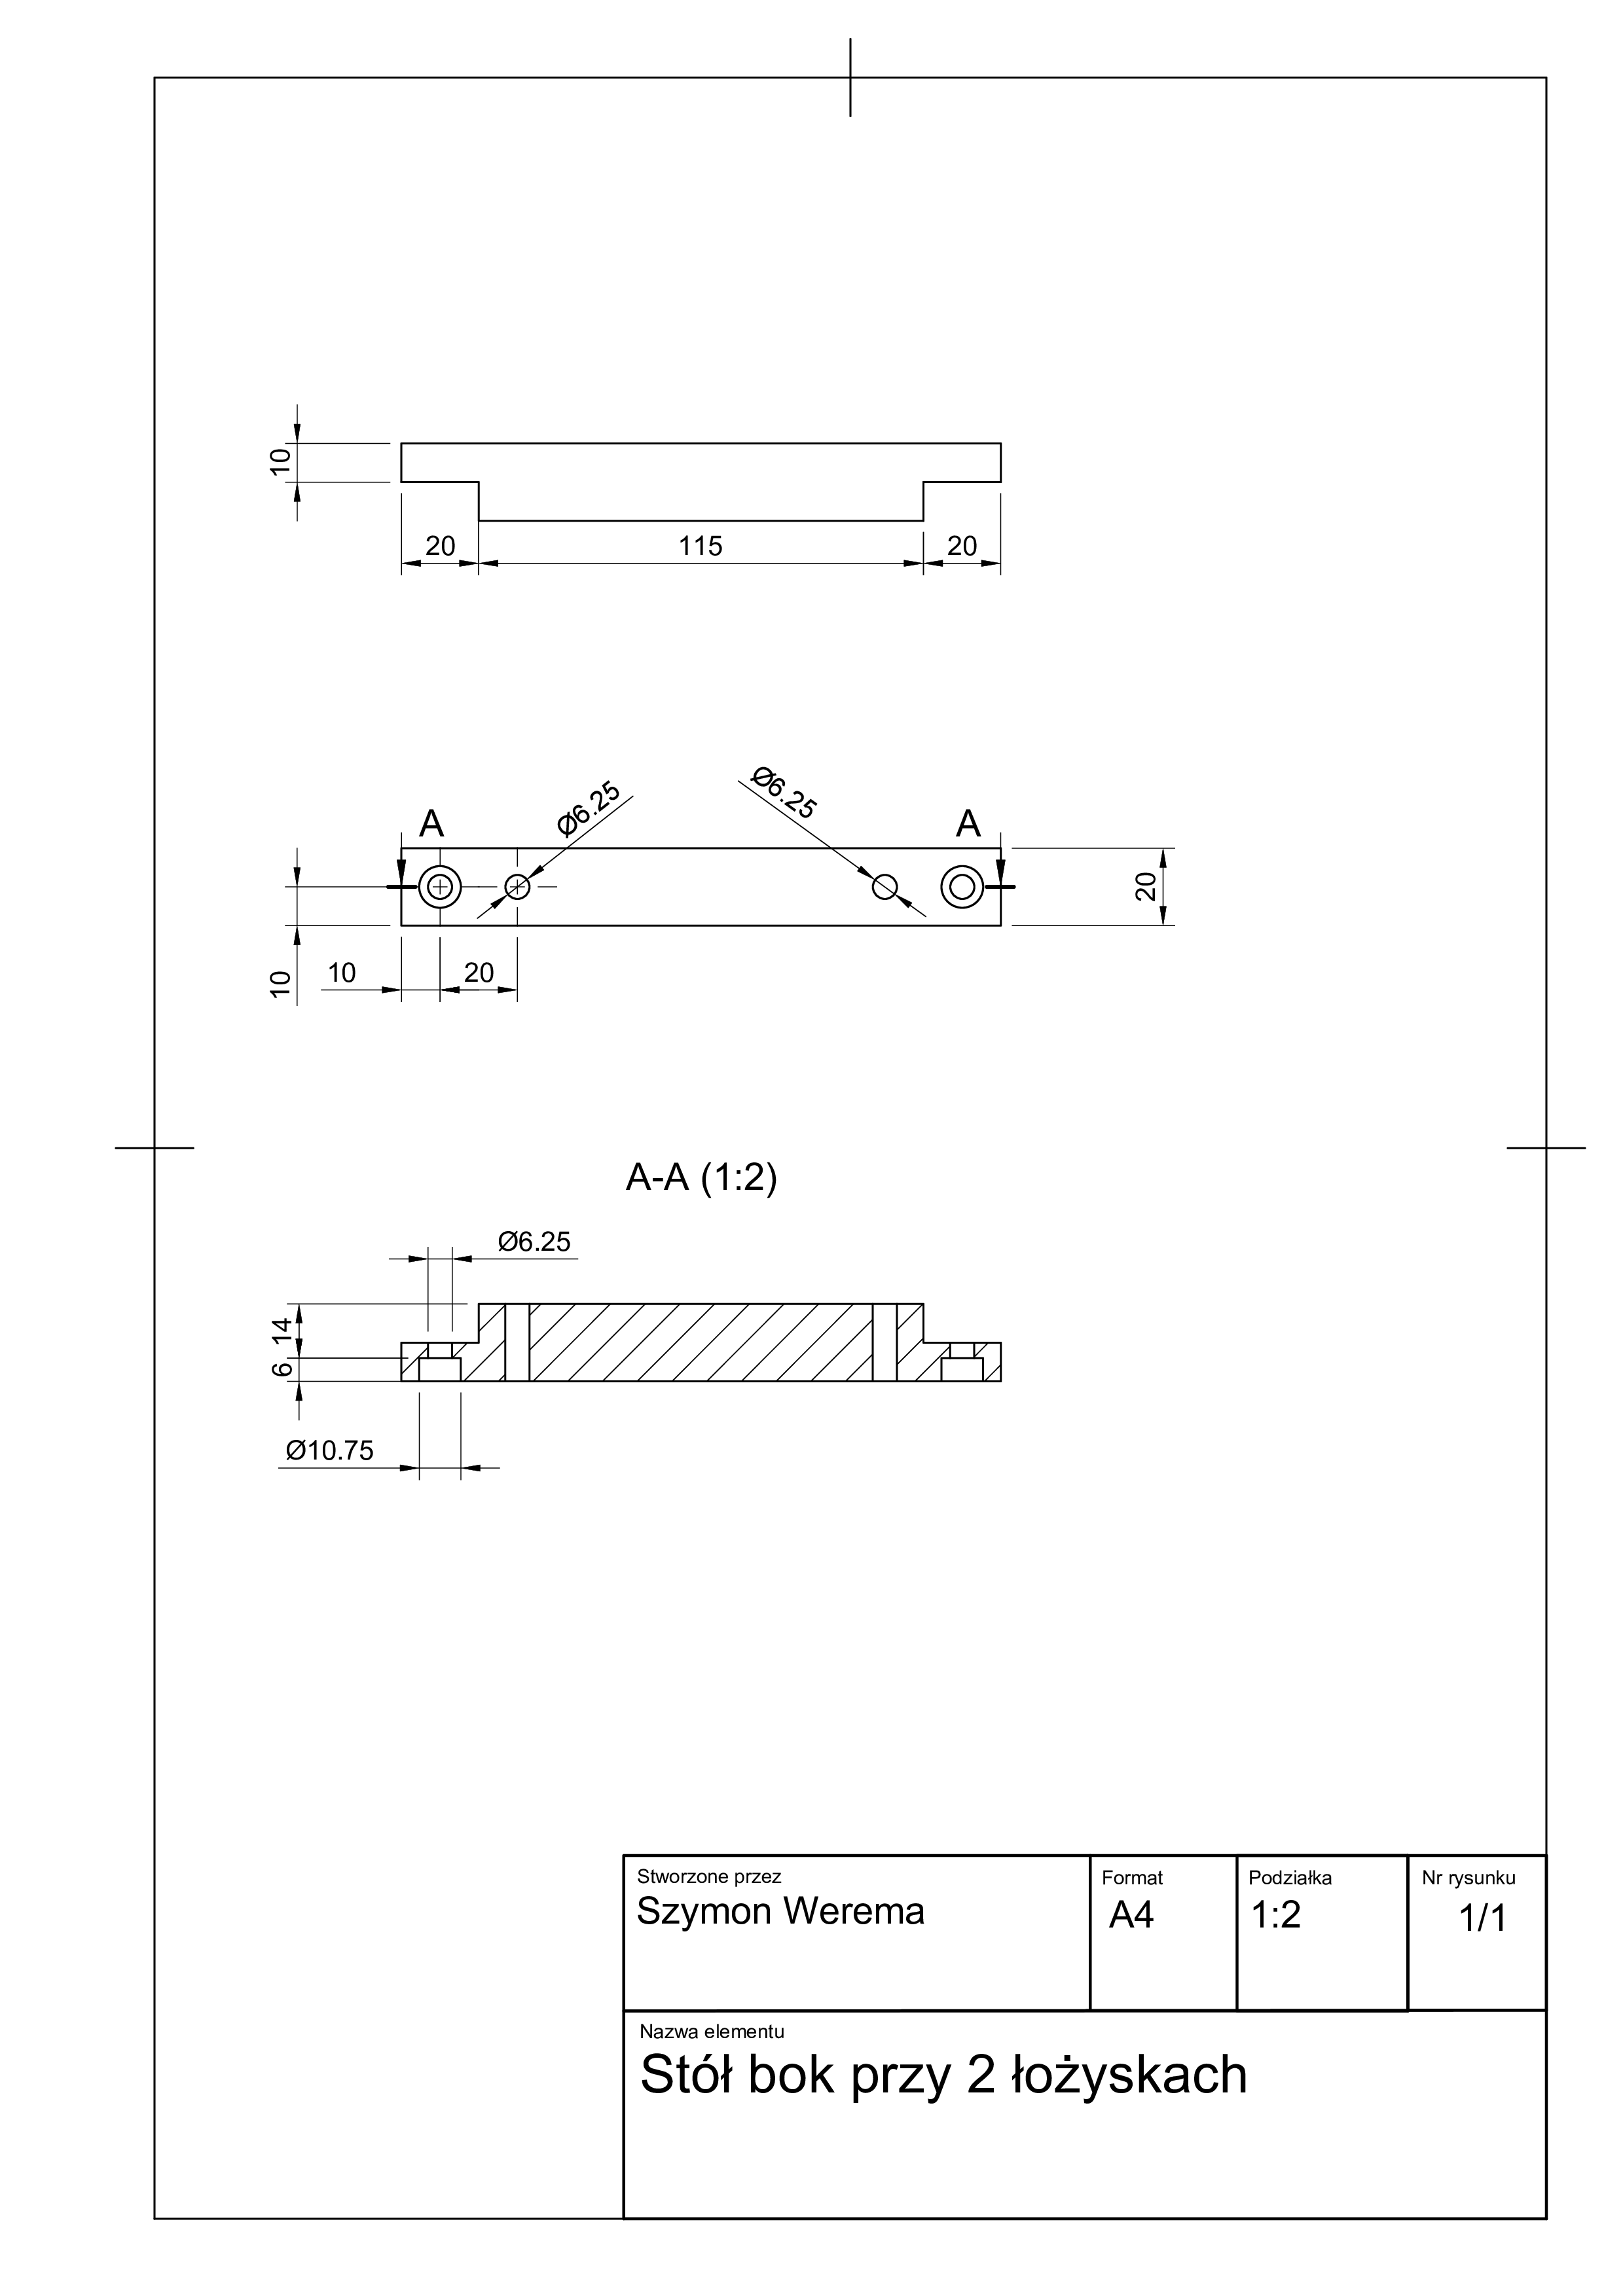 10
20
115
20
A
Ø6.25
Ø6.25
A
20
10
10
20
A-A (1:2)
Ø6.25
14
6
Ø10.75
Stworzone przez
Szymon Werema
Format
A4
Podziałka
1:2
Nr rysunku
1/1
Nazwa elementu
Stół bok przy 2 łożyskach